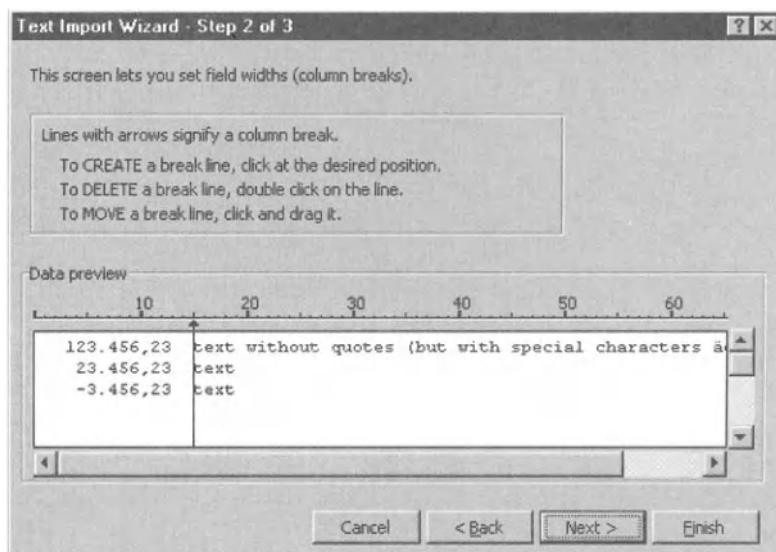 Text Import Wizard - Step 2 of 3
This screen lets you set field widths (column breaks).
Lines with arrows signify a column break.
To CREATE a break line, click at the desired position.
To DELETE a break line, double click on the line.
To MOVE a break line, click and drag it.
Data preview
10 20 30 40 50 60
123.456,23 text without quotes (but with special characters ä
23.456,23 text
-3.456,23 text
Cancel < Back Next > Finish